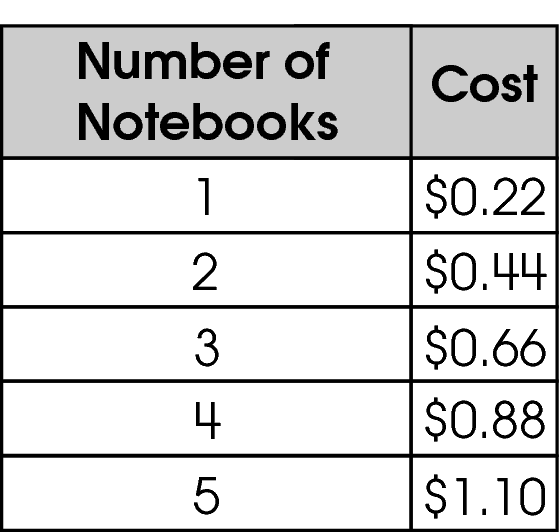 Number of
Notebooks
Cost
1 $0.22
2 $0.44
3 $0.66
4 $0.88
5 $1.10